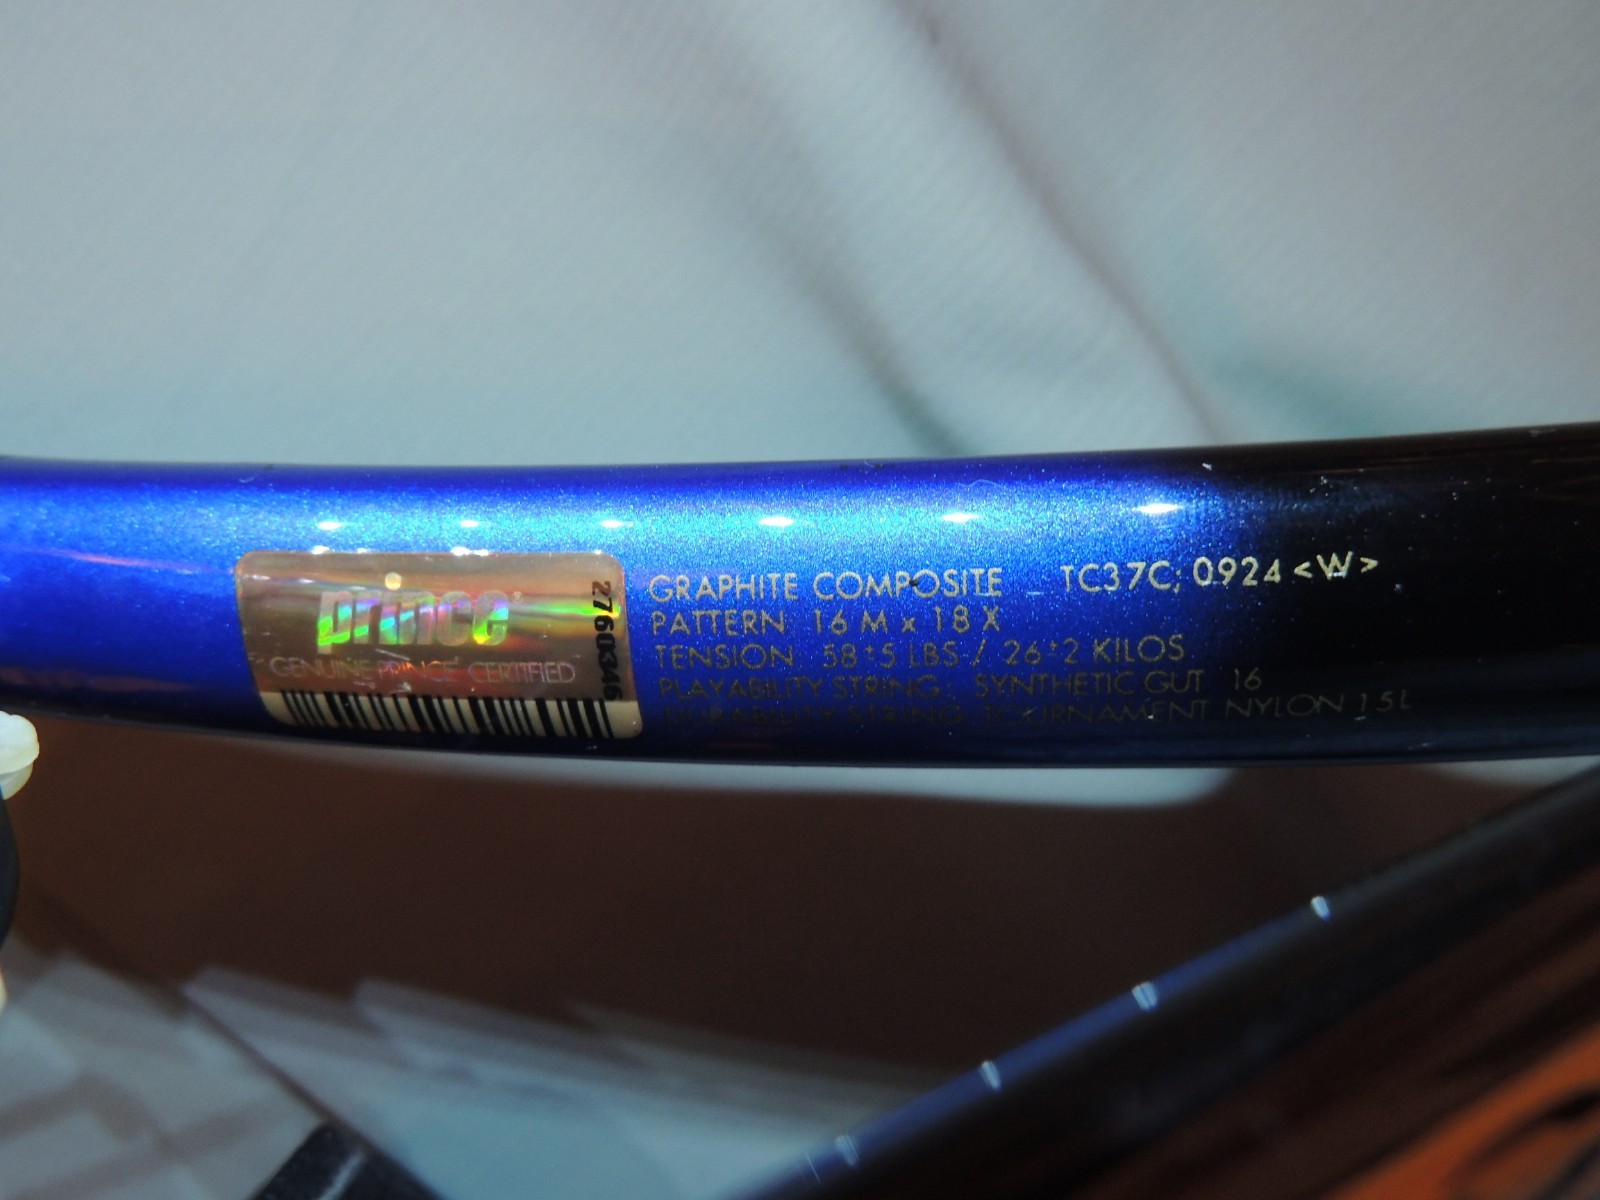 prince
GENUINE PRINCE CERTIFIED
2760346
GRAPHITE COMPOSITE TC37C; 0924 <W>
PATTERN 16 M x 18 X
TENSION 58±5 LBS / 26±2 KILOS
PLAYABILITY STRING: SYNTHETIC GUT 16
DURABILITY STRING: TOURNAMENT NYLON 15L